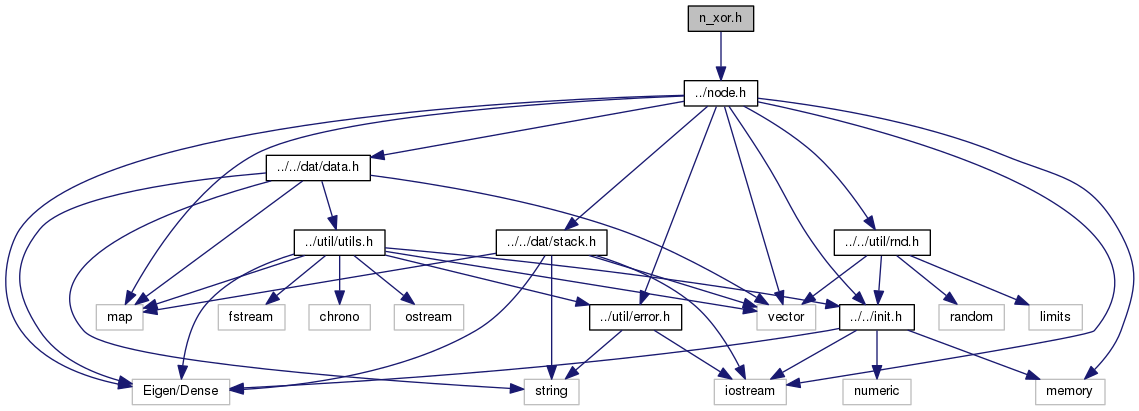 n_xor.h
../node.h
../../dat/data.h
../util/utils.h
../../dat/stack.h
../../util/rnd.h
map
fstream
chrono
ostream
../util/error.h
vector
../../init.h
random
limits
Eigen/Dense
string
iostream
numeric
memory